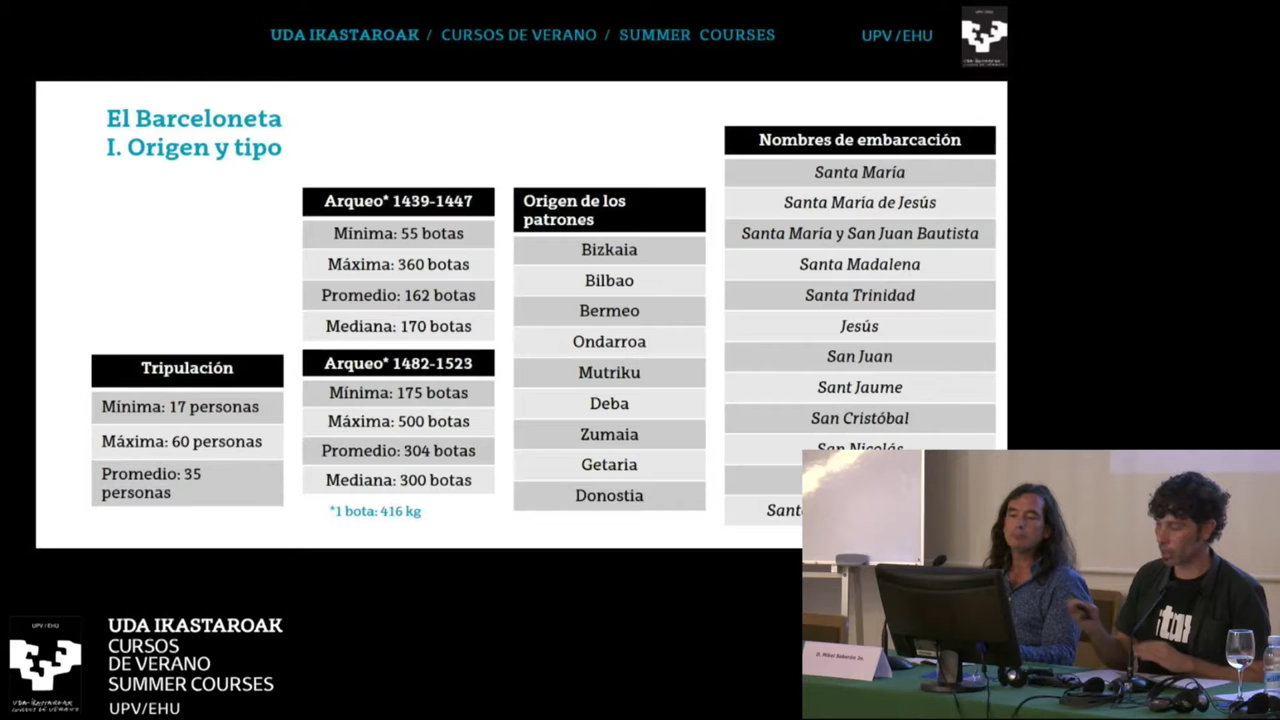 UDA IKASTAROAK / CURSOS DE VERANO / SUMMER COURSES
UPV/EHU
El Barceloneta
I. Origen y tipo
Tripulación
Mínima: 17 personas
Máxima: 60 personas
Promedio: 35
personas
Arqueo* 1439-1447
Mínima: 55 botas
Máxima: 360 botas
Promedio: 162 botas
Mediana: 170 botas
Arqueo* 1482-1523
Mínima: 175 botas
Máxima: 500 botas
Promedio: 304 botas
Mediana: 300 botas
*1 bota: 416 kg
Origen de los
patrones
Bizkaia
Bilbao
Bermeo
Ondarroa
Mutriku
Deba
Zumaia
Getaria
Donostia
Nombres de embarcación
Santa María
Santa María de Jesús
Santa María y San Juan Bautista
Santa Madalena
Santa Trinidad
Jesús
San Juan
Sant Jaume
San Cristóbal
San Nicolás
UPV / EHU
UDA IKASTAROAK
CURSOS
DE VERANO
SUMMER COURSES
UPV/EHU